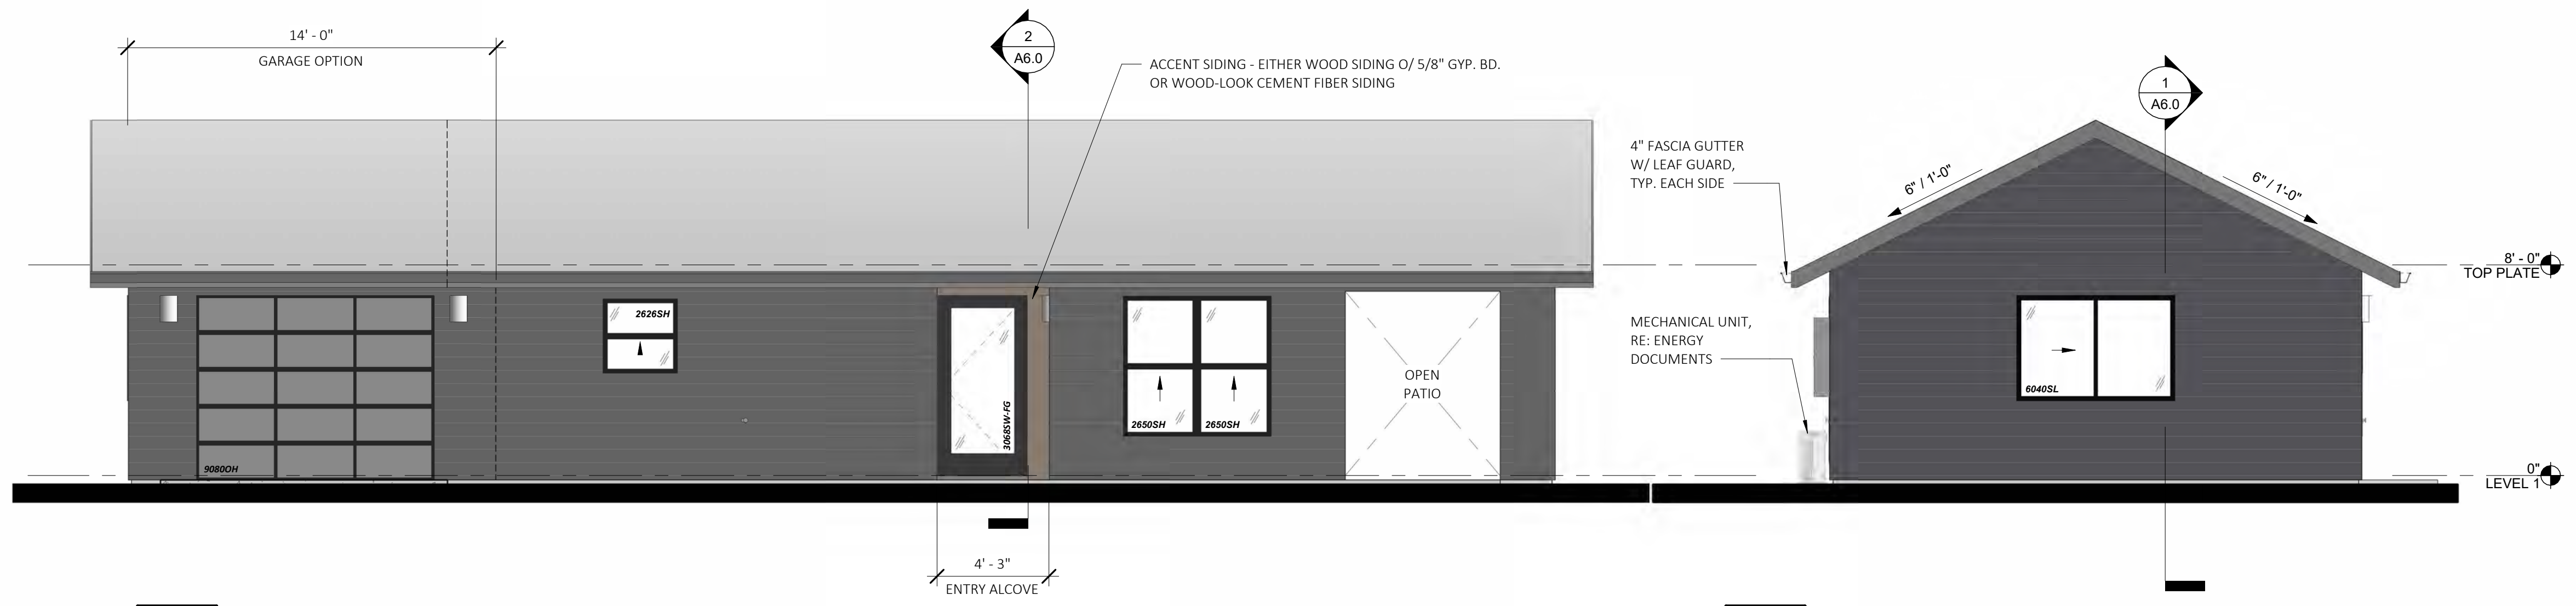 14' - 0"
GARAGE OPTION
2
A6.0
ACCENT SIDING - EITHER WOOD SIDING O/ 5/8" GYP. BD.
OR WOOD-LOOK CEMENT FIBER SIDING
9080OH
2626SH
3068SW-FG
2650SH
2650SH
OPEN
PATIO
4' - 3"
ENTRY ALCOVE
4" FASCIA GUTTER
W/ LEAF GUARD,
TYP. EACH SIDE
MECHANICAL UNIT,
RE: ENERGY
DOCUMENTS
1
A6.0
6" / 1'-0"
6" / 1'-0"
6040SL
8' - 0"
TOP PLATE
0"
LEVEL 1